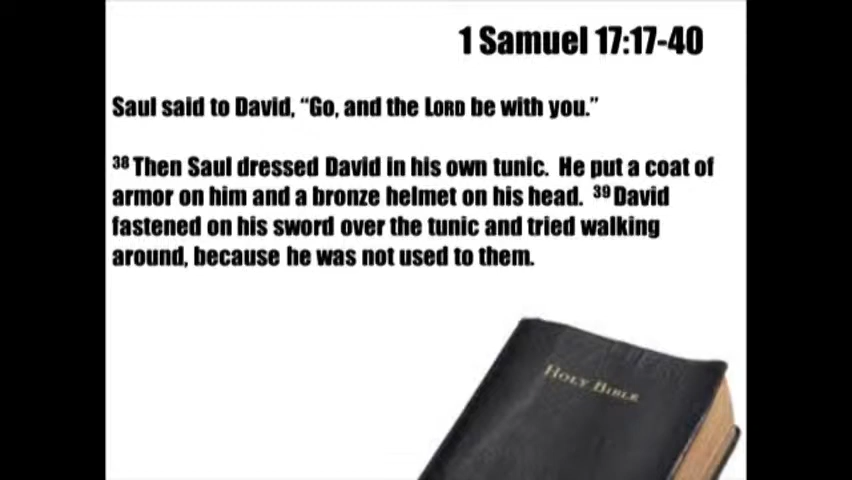 1 Samuel 17:17-40
Saul said to David, “Go, and the LORD be with you.”
38 Then Saul dressed David in his own tunic. He put a coat of
armor on him and a bronze helmet on his head. 39 David
fastened on his sword over the tunic and tried walking
around, because he was not used to them.
HOLY BIBLE